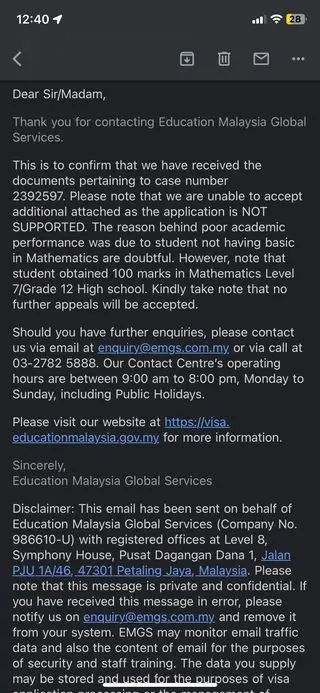 12:40
28
Dear Sir/Madam,
Thank you for contacting Education Malaysia Global
Services.
This is to confirm that we have received the
documents pertaining to case number
2392597. Please note that we are unable to accept
additional attached as the application is NOT
SUPPORTED. The reason behind poor academic
performance was due to student not having basic
in Mathematics are doubtful. However, note that
student obtained 100 marks in Mathematics Level
7/Grade 12 High school. Kindly take note that no
further appeals will be accepted.
Should you have further enquiries, please contact
us via email at enquiry@emgs.com.my or via call at
03-2782 5888. Our Contact Centre's operating
hours are between 9:00 am to 8:00 pm, Monday to
Sunday, including Public Holidays.
Please visit our website at https://visa.
educationmalaysia.gov.my for more information.
Sincerely,
Education Malaysia Global Services
Disclaimer: This email has been sent on behalf of
Education Malaysia Global Services (Company No.
986610-U) with registered offices at Level 8,
Symphony House, Pusat Dagangan Dana 1, Jalan
PJU 1A/46, 47301 Petaling Jaya, Malaysia. Please
note that this message is private and confidential. If
you have received this message in error, please
notify us on enquiry@emgs.com.my and remove it
from your system. EMGS may monitor email traffic
data and also the content of email for the purposes
of security and staff training. The data you supply
may be stored and used for the purposes of visa
application processing or the management of